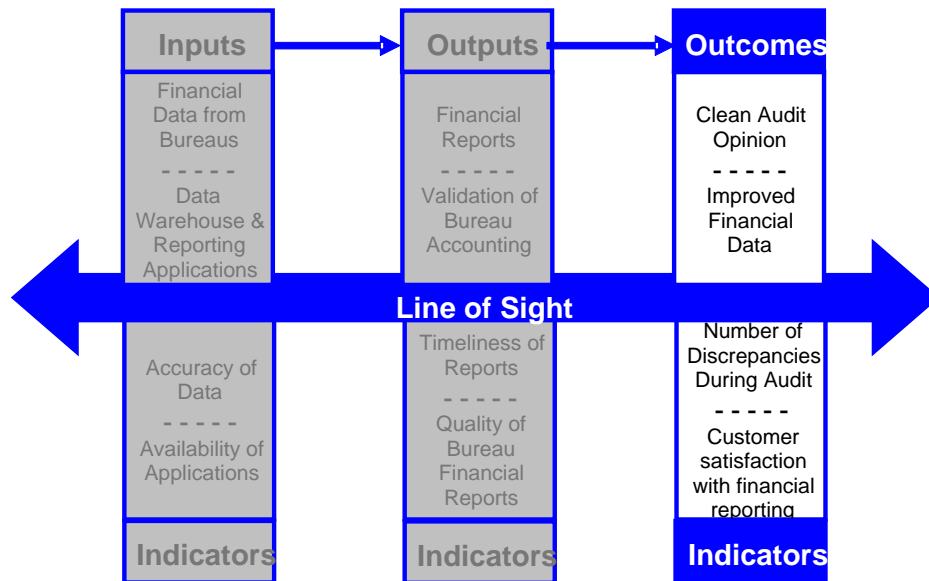 Inputs
Outputs
Outcomes
Financial
Data from
Bureaus
- - - - -
Data
Warehouse &
Reporting
Applications
Financial
Reports
- - - - -
Validation of
Bureau
Accounting
Clean Audit
Opinion
- - - - -
Improved
Financial
Data
Line of Sight
Accuracy of
Data
- - - - -
Availability of
Applications
Timeliness of
Reports
- - - - -
Quality of
Bureau
Financial
Reports
Number of
Discrepancies
During Audit
- - - - -
Customer
satisfaction
with financial
reporting
Indicators
Indicators
Indicators